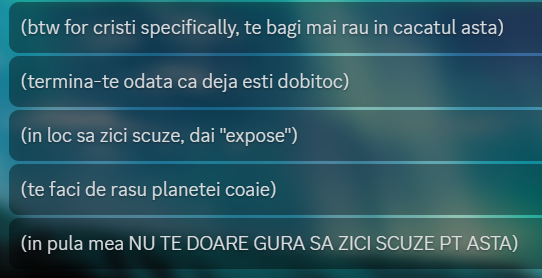 (btw for cristi specifically, te bagi mai rau in cacatul asta)
(termina-te odata ca deja esti dobitoc)
(in loc sa zici scuze, dai "expose")
(te faci de rasu planetei coaie)
(in pula mea NU TE DOARE GURA SA ZICI SCUZE PT ASTA)